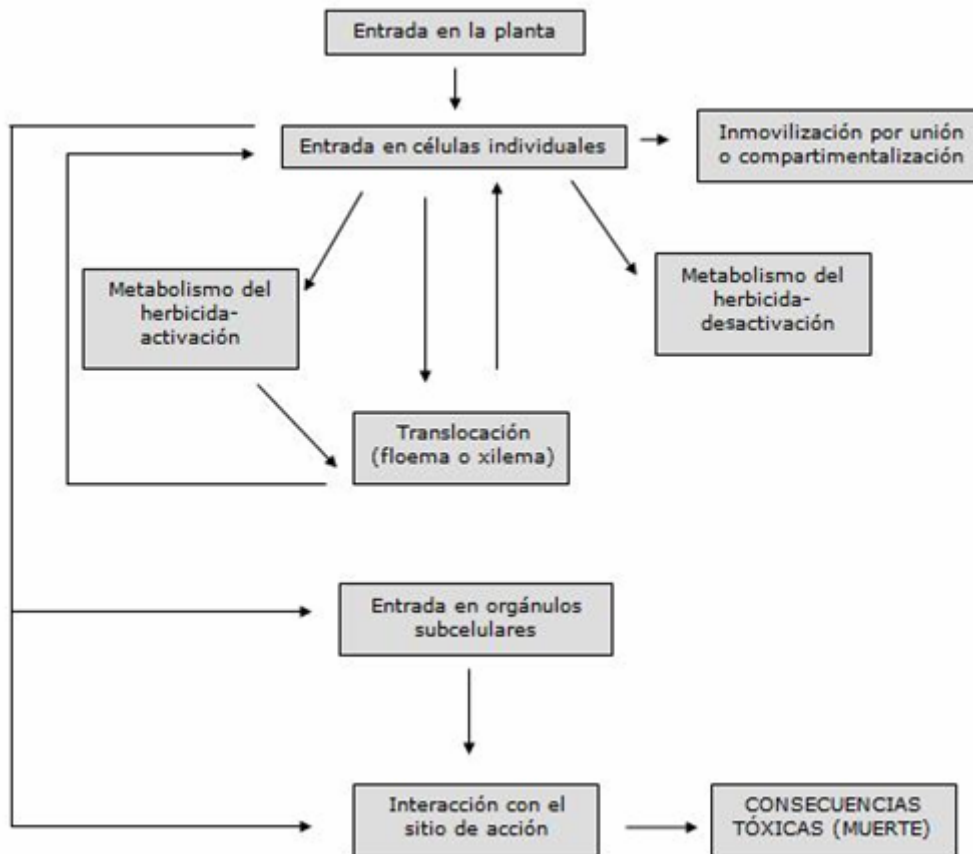 Entrada en la planta
Entrada en células individuales
Inmovilización por unión
o compartimentalización
Metabolismo del
herbicida-
activación
Metabolismo del
herbicida-
desactivación
Translocación
(floema o xilema)
Entrada en orgánulos
subcelulares
Interacción con el
sitio de acción
CONSECUENCIAS
TÓXICAS (MUERTE)